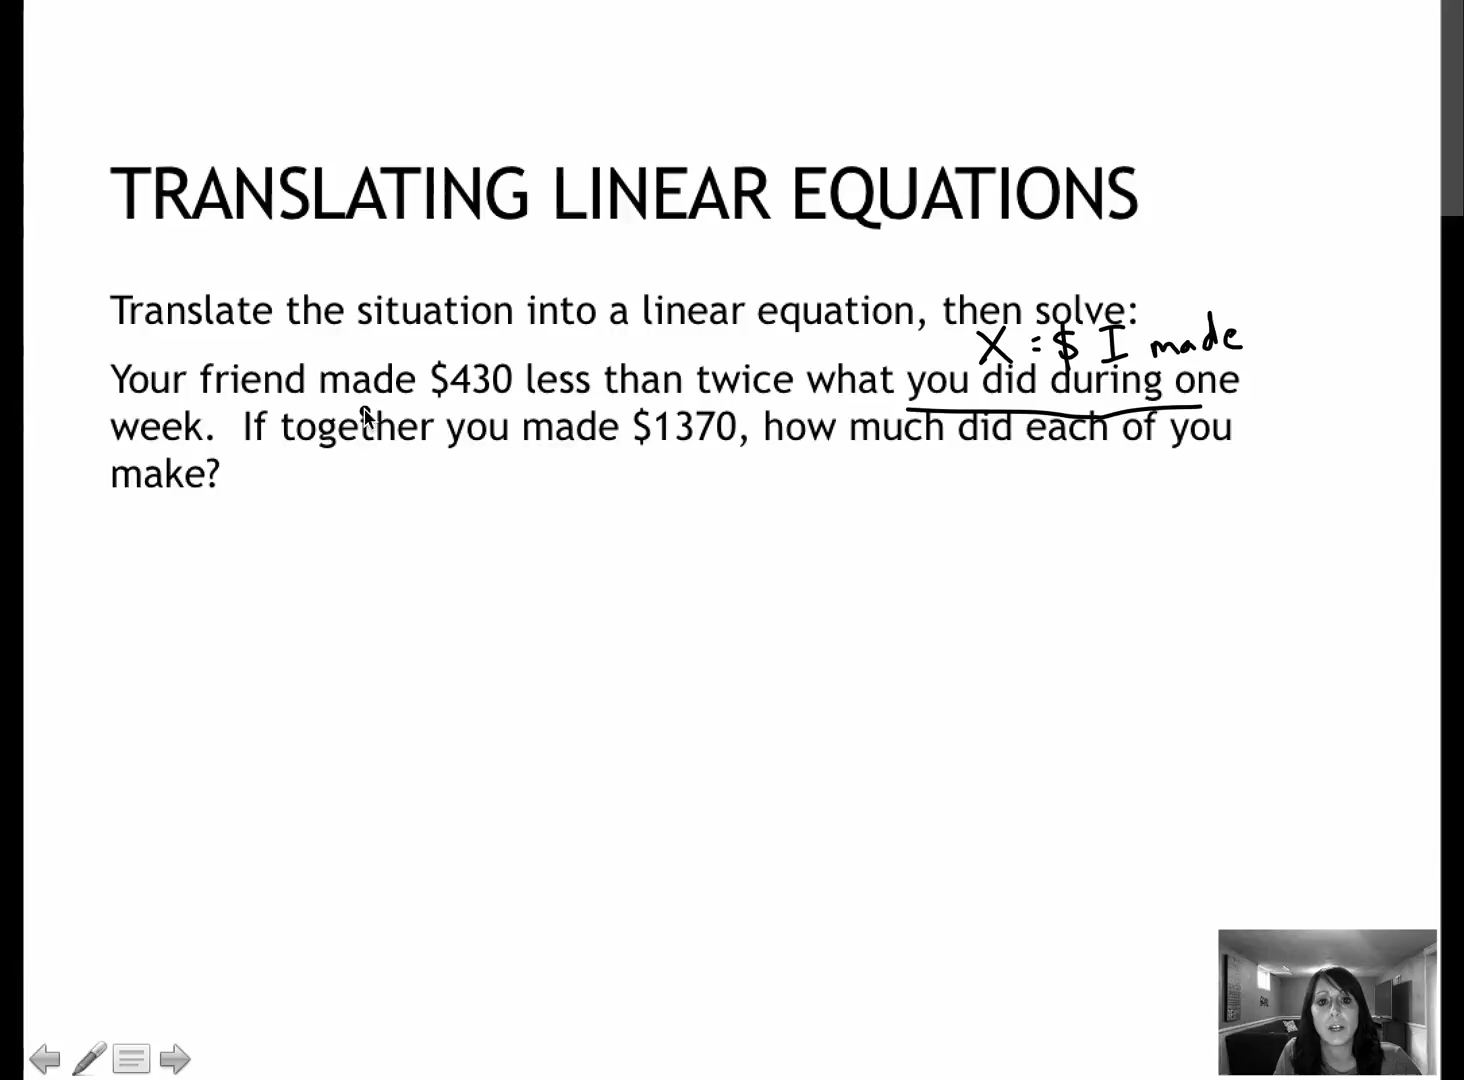 TRANSLATING LINEAR EQUATIONS
Translate the situation into a linear equation, then solve:
X = $ I made
Your friend made $430 less than twice what you did during one
week. If together you made $1370, how much did each of you
make?